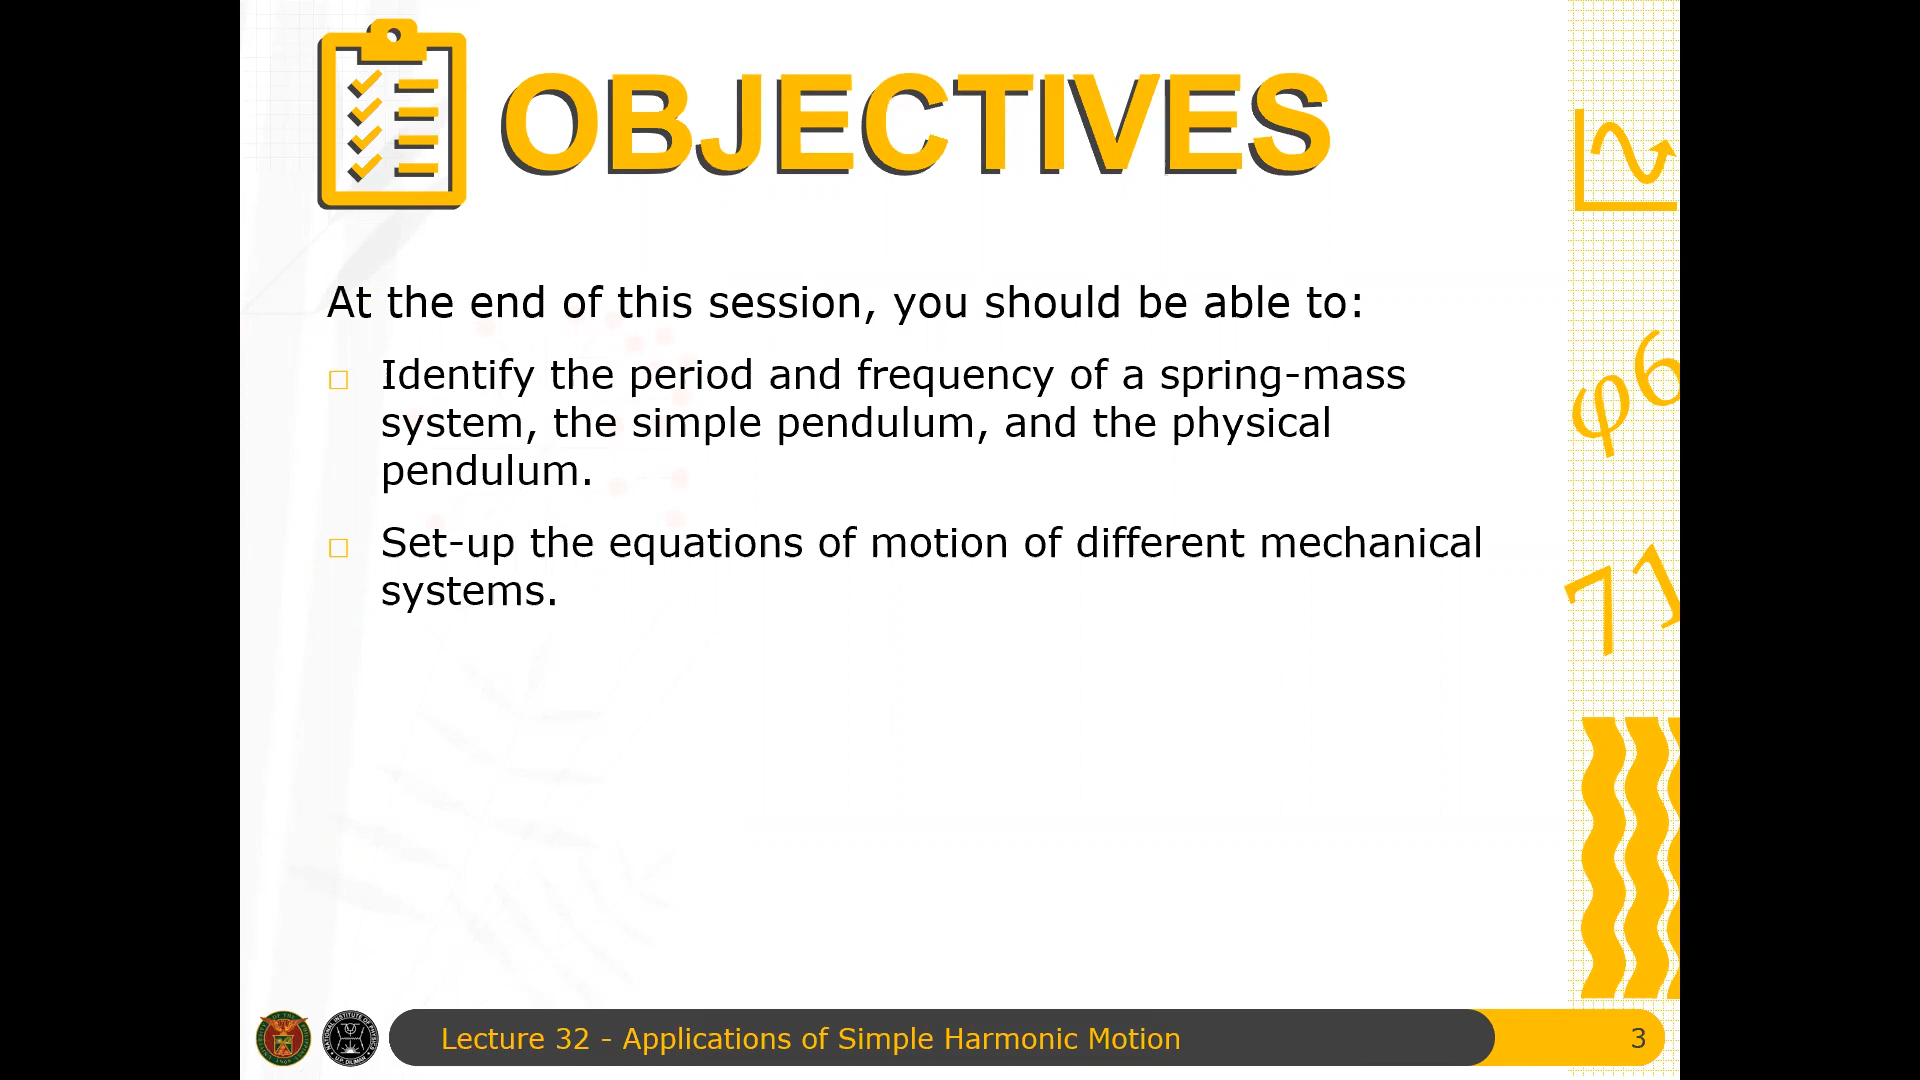 OBJECTIVES
At the end of this session, you should be able to:
Identify the period and frequency of a spring-mass
system, the simple pendulum, and the physical
pendulum.
Set-up the equations of motion of different mechanical
systems.
φ6
71
Lecture 32 - Applications of Simple Harmonic Motion
3